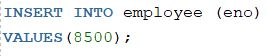 INSERT INTO employee (eno)
VALUES(8500);